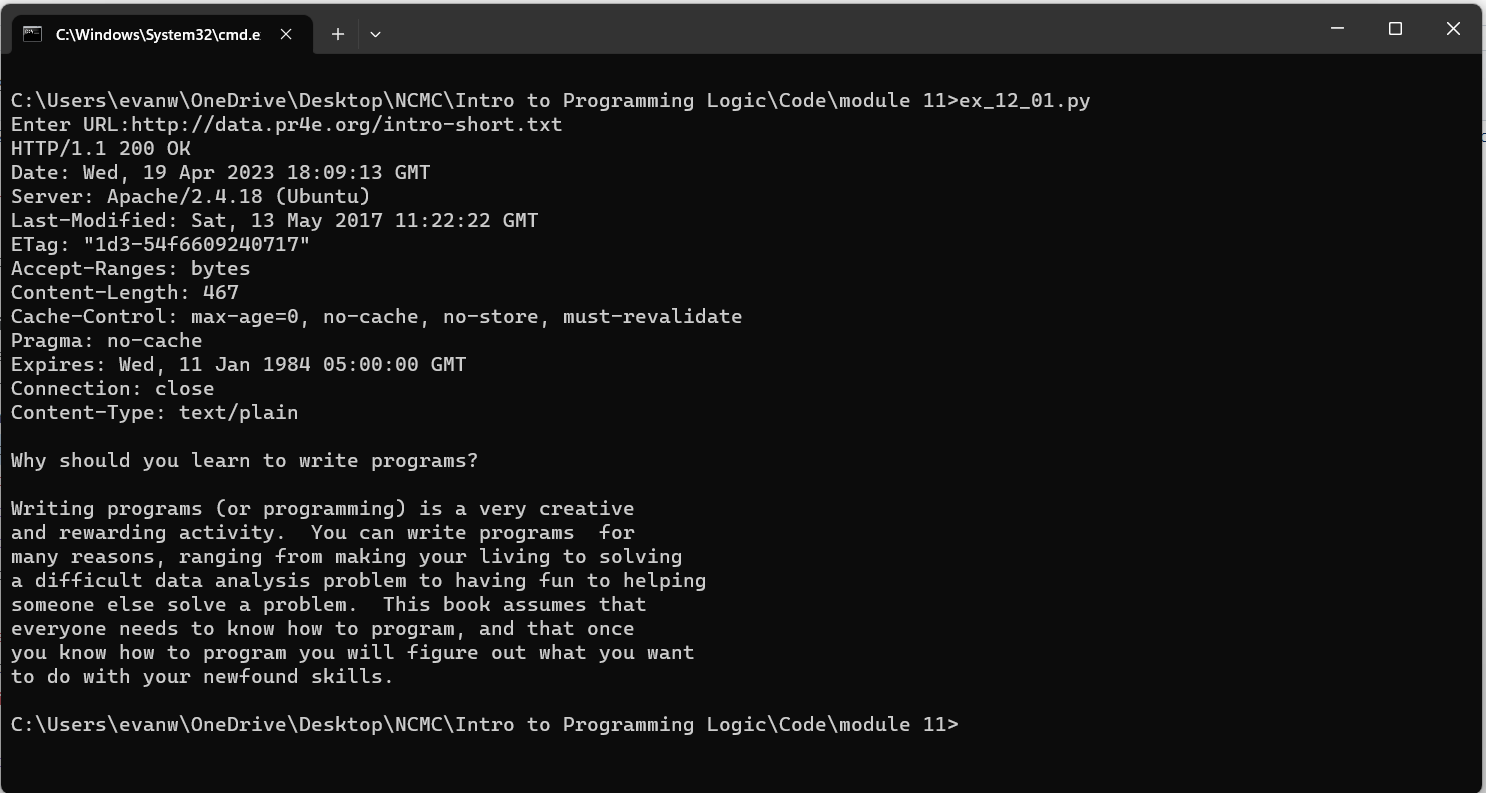 C:\Windows\System32\cmd.e
C:\Users\evanw\OneDrive\Desktop\NCMC\Intro to Programming Logic\Code\module 11>ex_12_01.py
Enter URL:http://data.pr4e.org/intro-short.txt
HTTP/1.1 200 OK
Date: Wed, 19 Apr 2023 18:09:13 GMT
Server: Apache/2.4.18 (Ubuntu)
Last-Modified: Sat, 13 May 2017 11:22:22 GMT
ETag: "1d3-54f6609240717"
Accept-Ranges: bytes
Content-Length: 467
Cache-Control: max-age=0, no-cache, no-store, must-revalidate
Pragma: no-cache
Expires: Wed, 11 Jan 1984 05:00:00 GMT
Connection: close
Content-Type: text/plain
Why should you learn to write programs?
Writing programs (or programming) is a very creative
and rewarding activity.  You can write programs  for
many reasons, ranging from making your living to solving
a difficult data analysis problem to having fun to helping
someone else solve a problem.  This book assumes that
everyone needs to know how to program, and that once
you know how to program you will figure out what you want
to do with your newfound skills.
C:\Users\evanw\OneDrive\Desktop\NCMC\Intro to Programming Logic\Code\module 11>